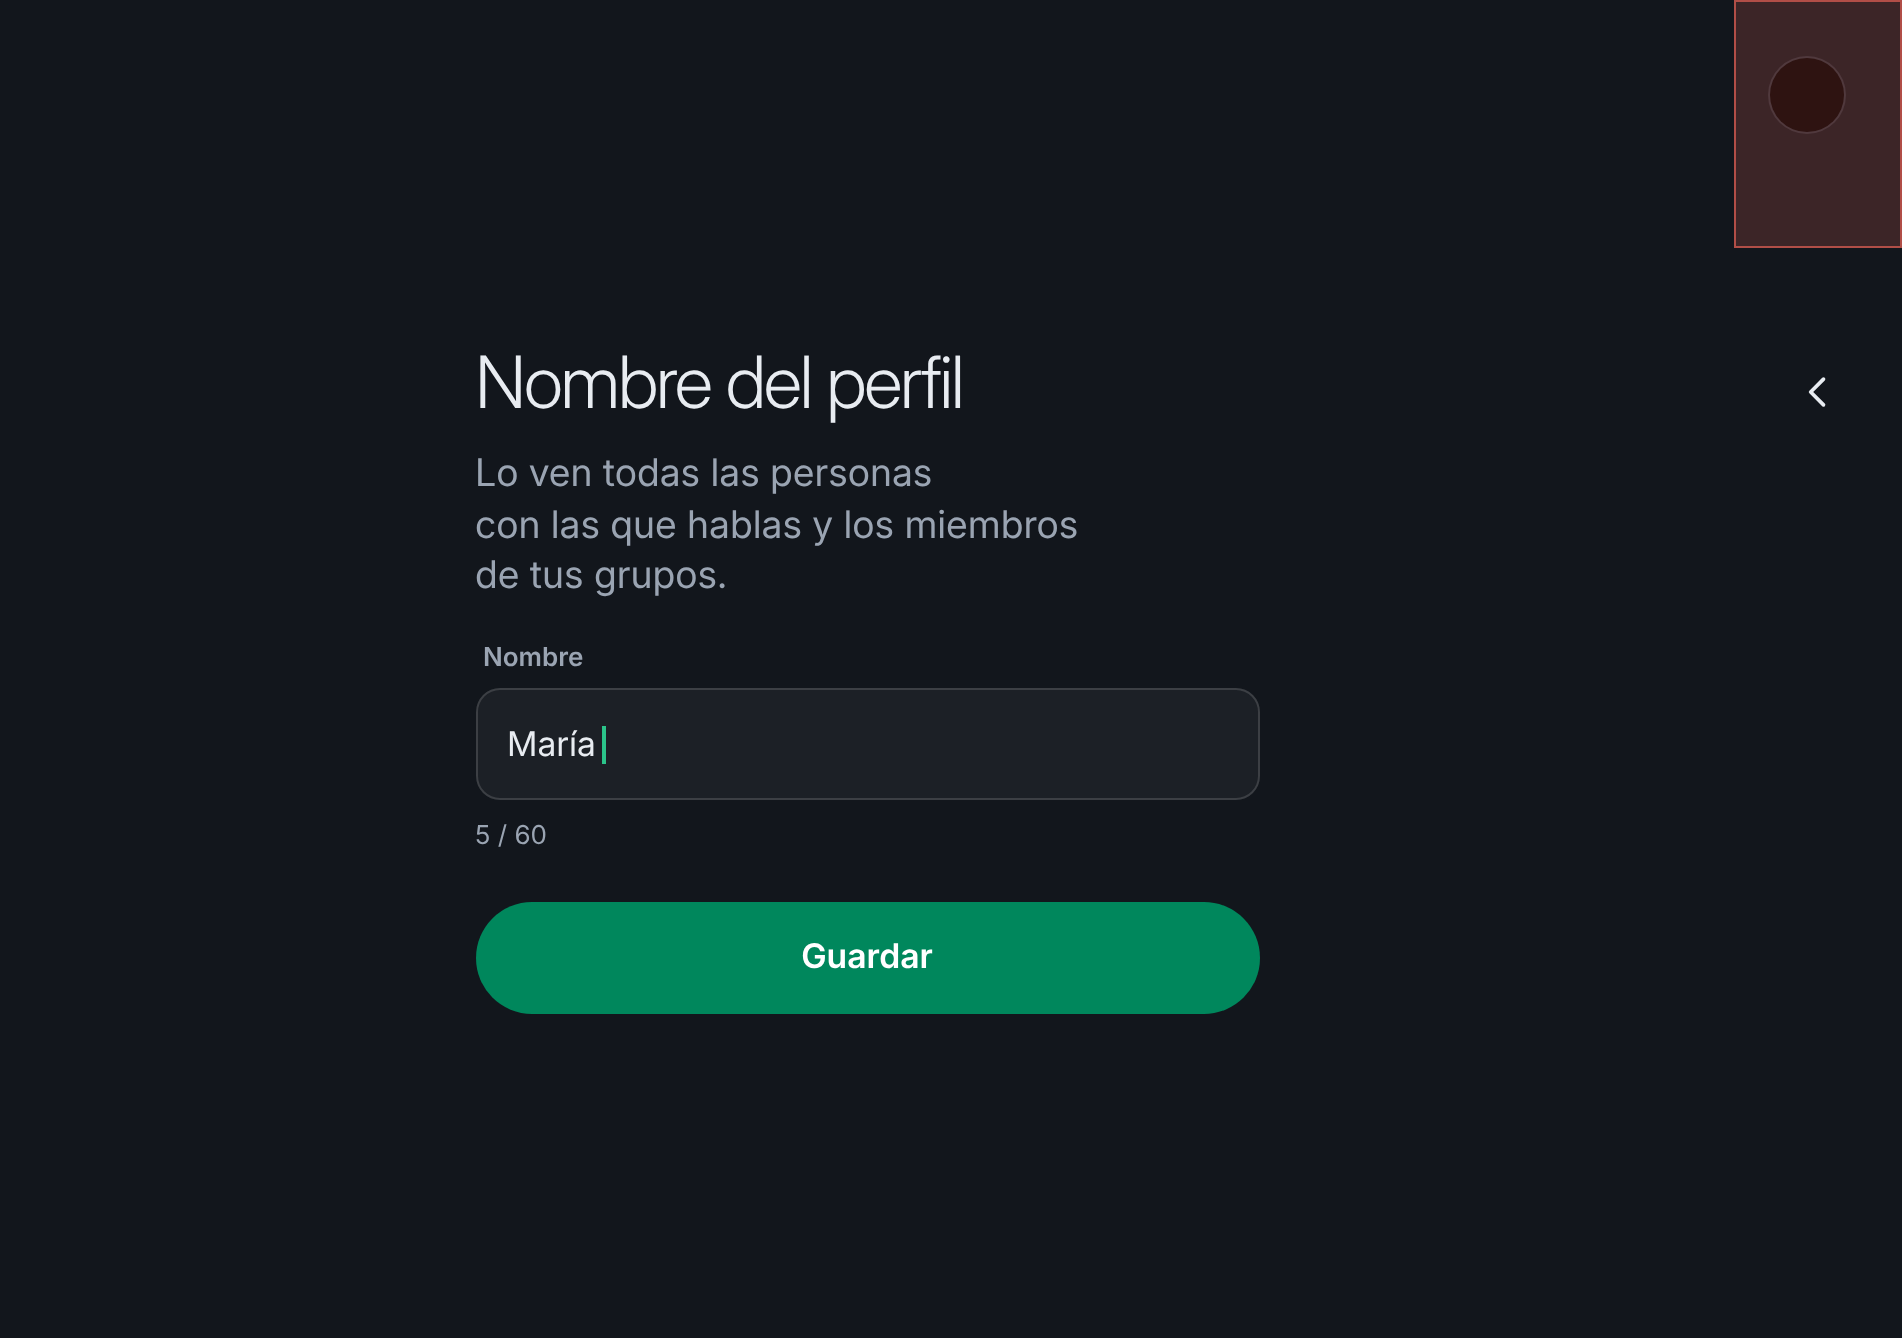 Nombre del perfil
Lo ven todas las personas
con las que hablas y los miembros
de tus grupos.
Nombre
María
5 / 60
Guardar